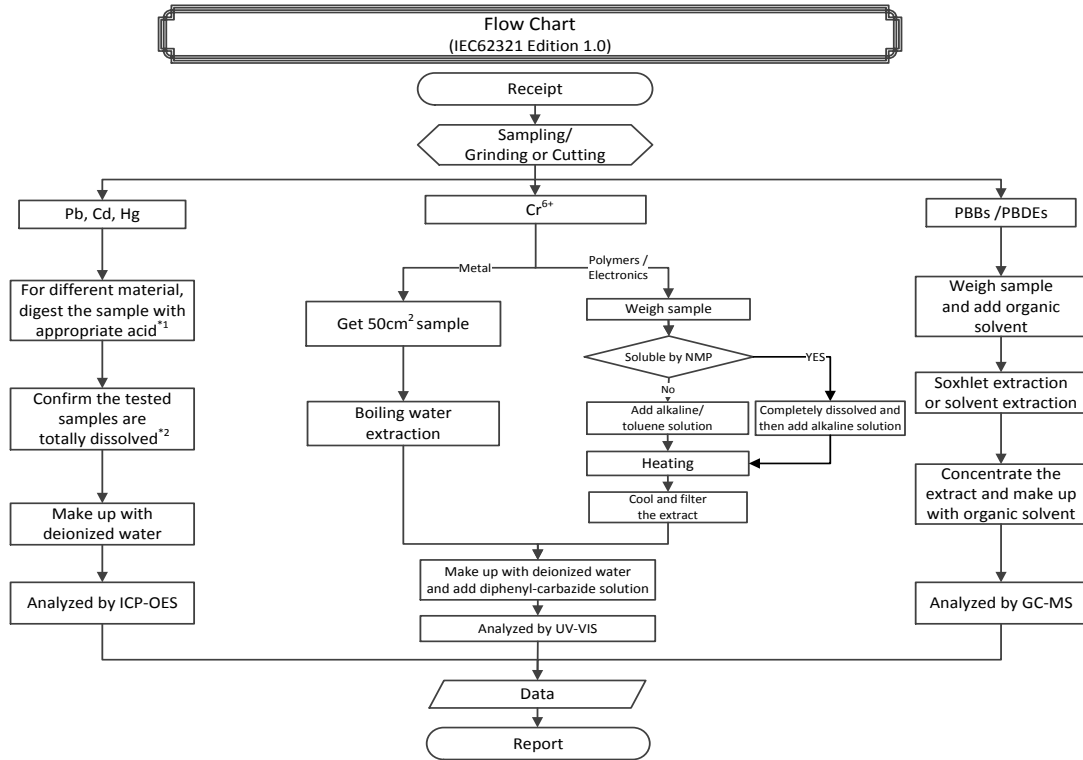 Flow Chart
(IEC62321 Edition 1.0)
Receipt
Sampling/
Grinding or Cutting
Pb, Cd, Hg
For different material,
digest the sample with
appropriate acid*1
Confirm the tested
samples are
totally dissolved*2
Make up with
deionized water
Analyzed by ICP-OES
Cr6+
Metal
Get 50cm2 sample
Boiling water
extraction
Polymers /
Electronics
Weigh sample
Soluble by NMP
YES
No
Add alkaline/
toluene solution
Completely dissolved and
then add alkaline solution
Heating
Cool and filter
the extract
Make up with deionized water
and add diphenyl-carbazide solution
Analyzed by UV-VIS
PBBs /PBDEs
Weigh sample
and add organic
solvent
Soxhlet extraction
or solvent extraction
Concentrate the
extract and make up
with organic solvent
Analyzed by GC-MS
Data
Report